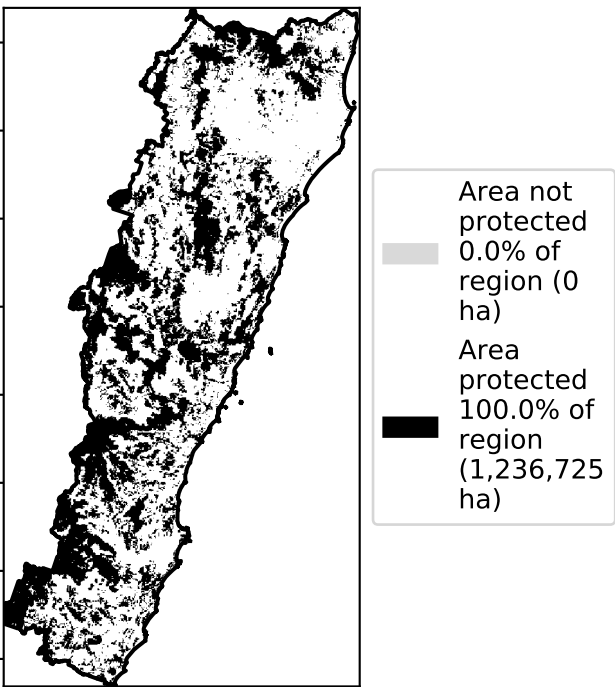 Area not
protected
0.0% of
region (0
ha)
Area
protected
100.0% of
region
(1,236,725
ha)